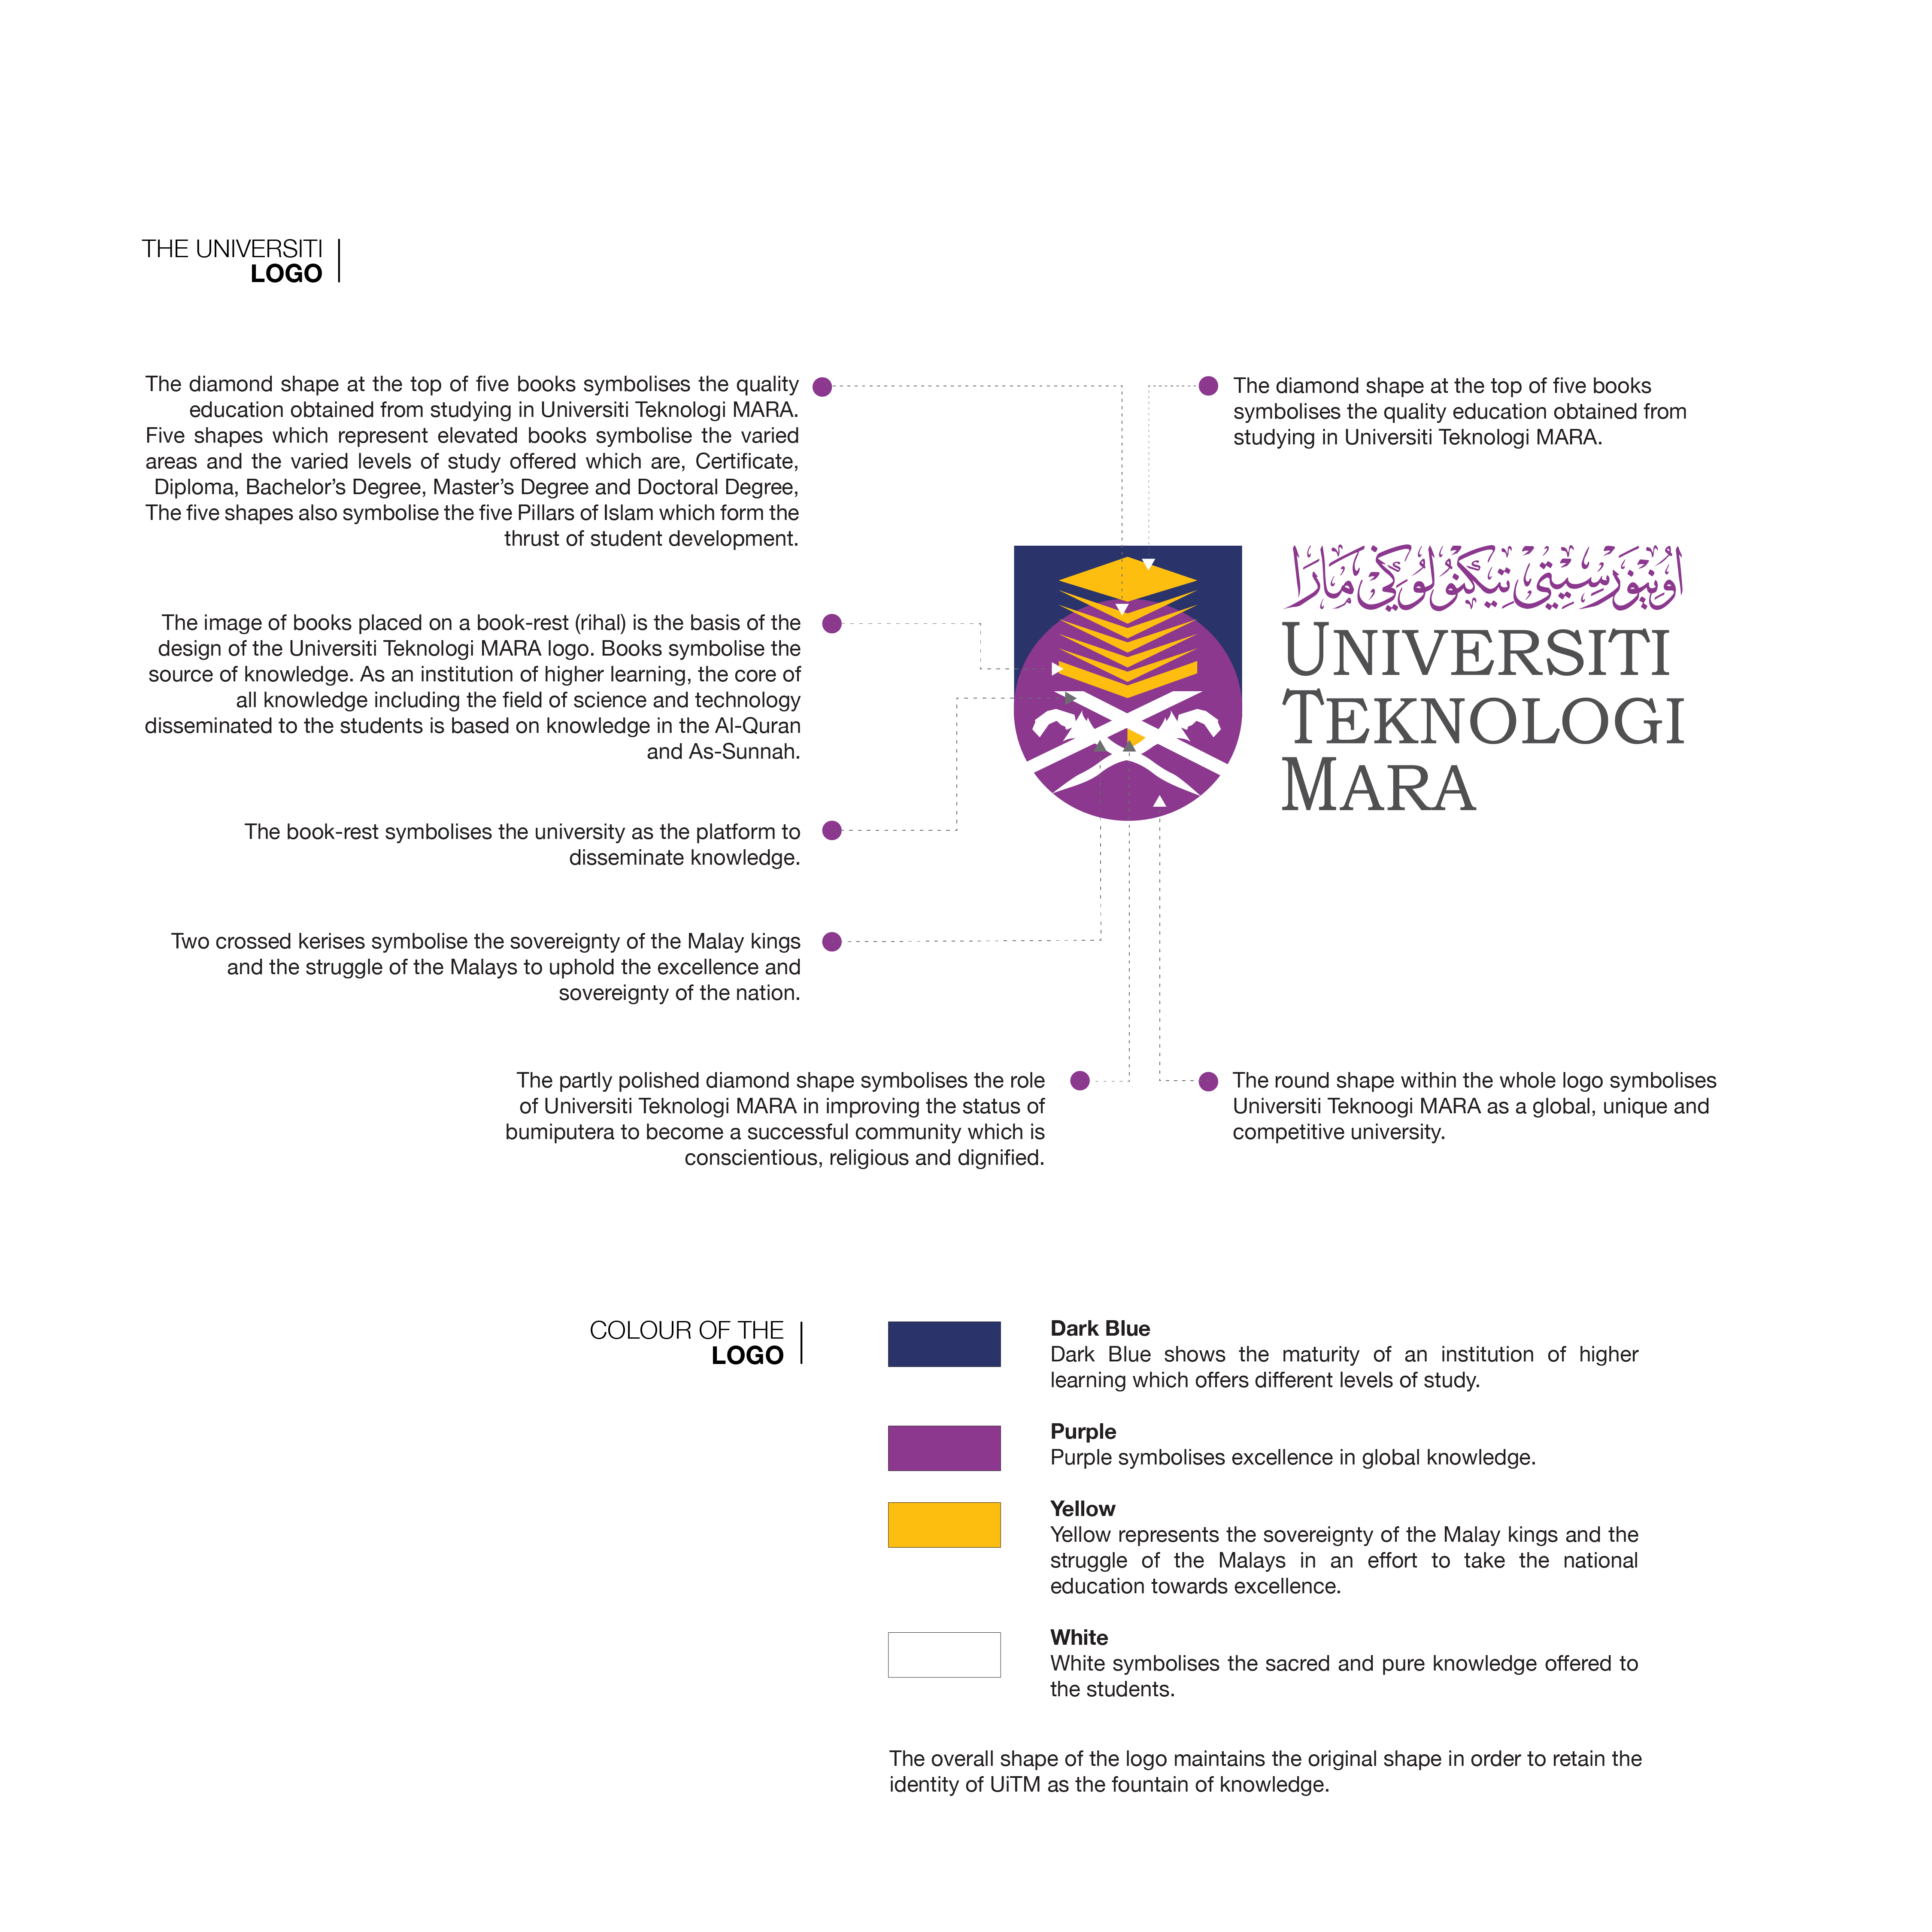 THE UNIVERSITI
LOGO
The diamond shape at the top of five books symbolises the quality
education obtained from studying in Universiti Teknologi MARA.
Five shapes which represent elevated books symbolise the varied
areas and the varied levels of study offered which are, Certificate,
Diploma, Bachelor's Degree, Master's Degree and Doctoral Degree,
The five shapes also symbolise the five Pillars of Islam which form the
thrust of student development.
The diamond shape at the top of five books
symbolises the quality education obtained from
studying in Universiti Teknologi MARA.
The image of books placed on a book-rest (rihal) is the basis of the
design of the Universiti Teknologi MARA logo. Books symbolise the
source of knowledge. As an institution of higher learning, the core of
all knowledge including the field of science and technology
disseminated to the students is based on knowledge in the Al-Quran
and As-Sunnah.
اونيۏرسيتي تيكنولوݢي مارا
UNIVERSITI
TEKNOLOGI
MARA
The book-rest symbolises the university as the platform to
disseminate knowledge.
Two crossed kerises symbolise the sovereignty of the Malay kings
and the struggle of the Malays to uphold the excellence and
sovereignty of the nation.
The partly polished diamond shape symbolises the role
of Universiti Teknologi MARA in improving the status of
bumiputera to become a successful community which is
conscientious, religious and dignified.
The round shape within the whole logo symbolises
Universiti Teknoogi MARA as a global, unique and
competitive university.
COLOUR OF THE
LOGO
Dark Blue
Dark Blue shows the maturity of an institution of higher
learning which offers different levels of study.
Purple
Purple symbolises excellence in global knowledge.
Yellow
Yellow represents the sovereignty of the Malay kings and the
struggle of the Malays in an effort to take the national
education towards excellence.
White
White symbolises the sacred and pure knowledge offered to
the students.
The overall shape of the logo maintains the original shape in order to retain the
identity of UiTM as the fountain of knowledge.